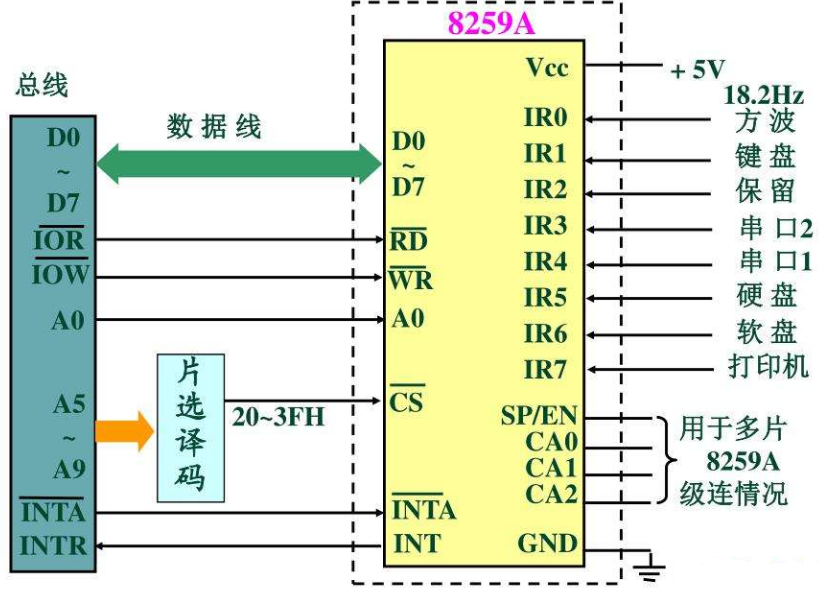 8259A
总线
D0
~
D7
IOR
IOW
A0
A5
~
A9
INTA
INTR
数据线
片选译码
20~3FH
D0
~
D7
RD
WR
A0
CS
INTA
INT
Vcc
IR0
IR1
IR2
IR3
IR4
IR5
IR6
IR7
SP/EN
CA0
CA1
CA2
GND
+ 5V
18.2Hz
方波
键盘
保留
串口2
串口1
硬盘
软盘
打印机
用于多片
8259A
级连情况